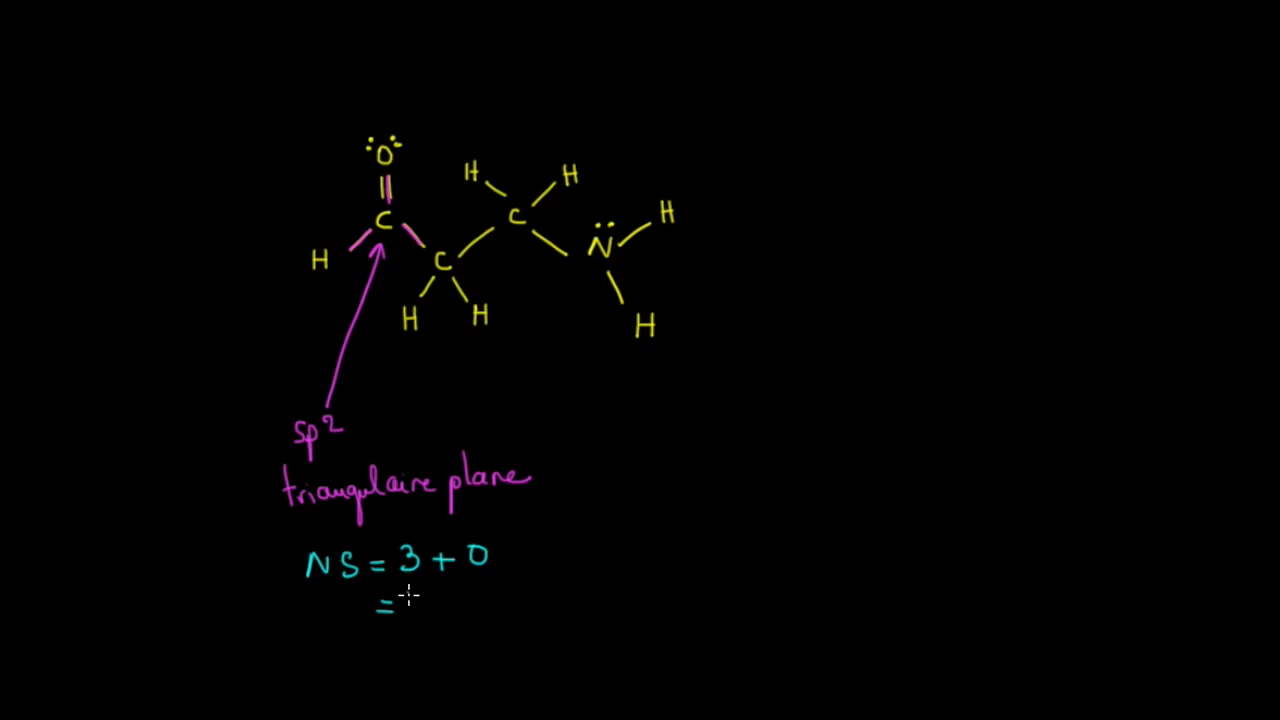 :O:
H H
C C N̈ H
H C
H H H
sp²
triangulaire plane
NS = 3 + 0
=